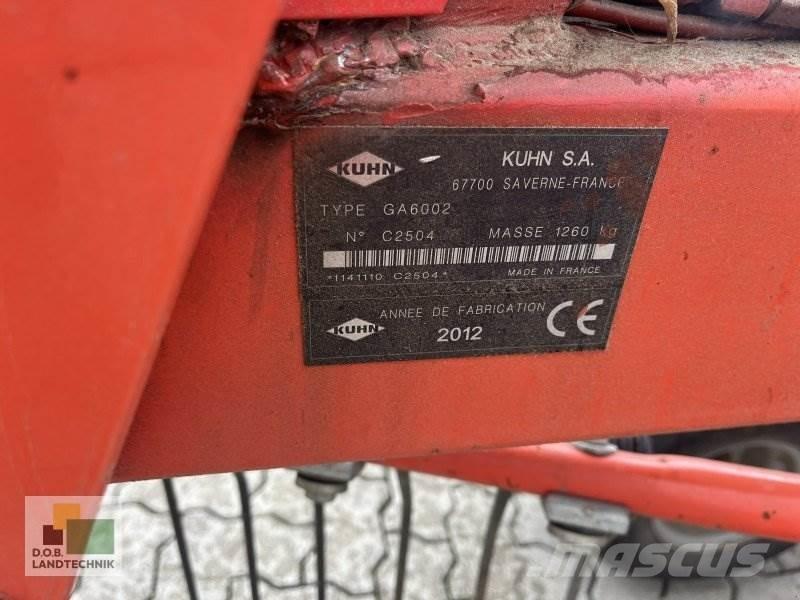 KUHN
KUHN S.A.
67700 SAVERNE-FRANCE
TYPE GA6002
N° C2504 MASSE 1260 kg
*1141110 C2504*
MADE IN FRANCE
KUHN
ANNEE DE FABRICATION
2012
CE
D.O.B.
LANDTECHNIK
mascus